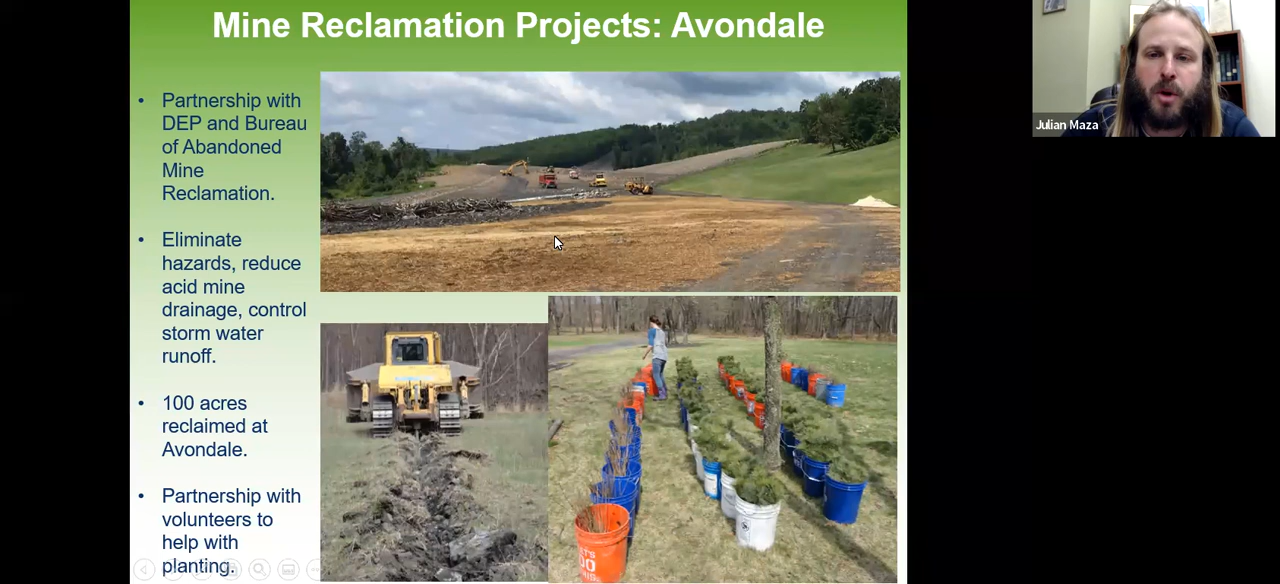 Mine Reclamation Projects: Avondale
• Partnership with
DEP and Bureau
of Abandoned
Mine
Reclamation.
• Eliminate
hazards, reduce
acid mine
drainage, control
storm water
runoff.
• 100 acres
reclaimed at
Avondale.
• Partnership with
volunteers to
help with
planting.
Julian Maza